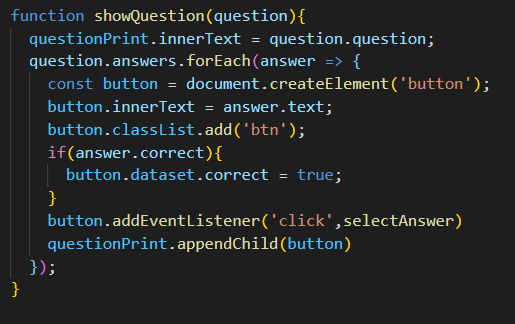 function showQuestion(question){
  questionPrint.innerText = question.question;
  question.answers.forEach(answer => {
    const button = document.createElement('button');
    button.innerText = answer.text;
    button.classList.add('btn');
    if(answer.correct){
      button.dataset.correct = true;
    }
    button.addEventListener('click',selectAnswer)
    questionPrint.appendChild(button)
  });
}